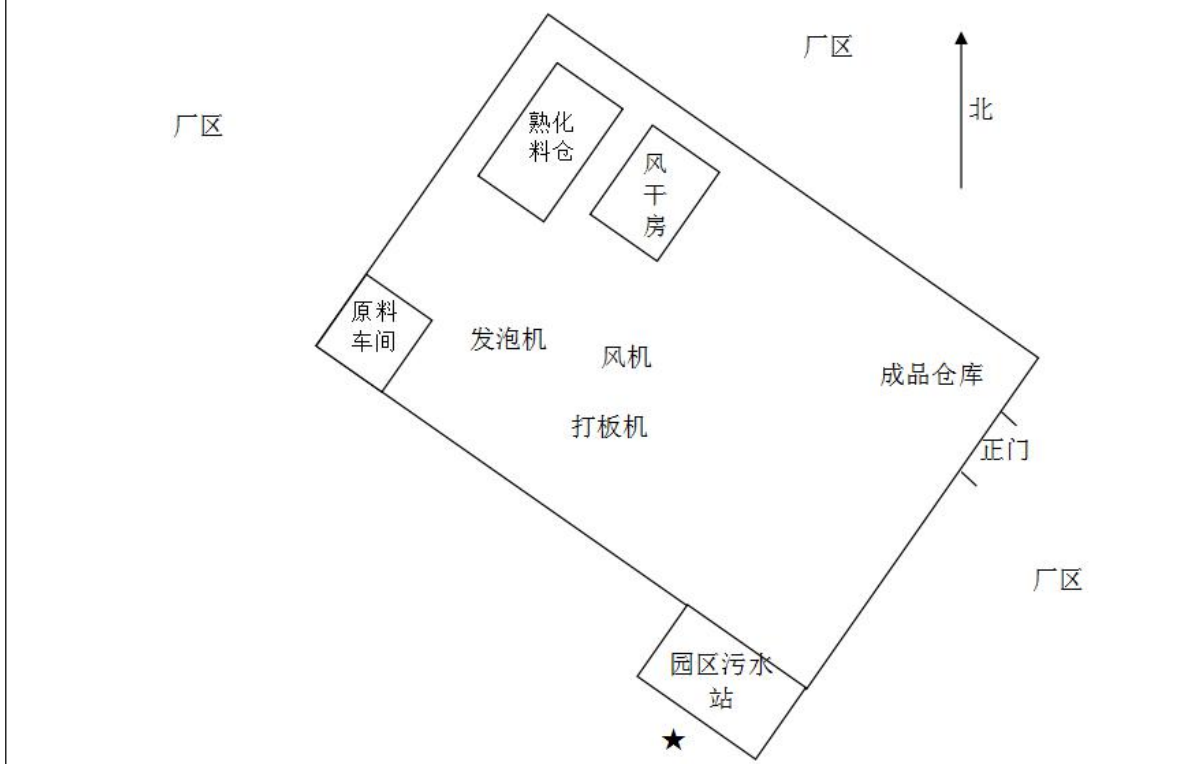 厂区
北
厂区
熟化
料仓
风
干
房
原料
车间
发泡机
风机
成品仓库
打板机
正门
厂区
园区污水
站